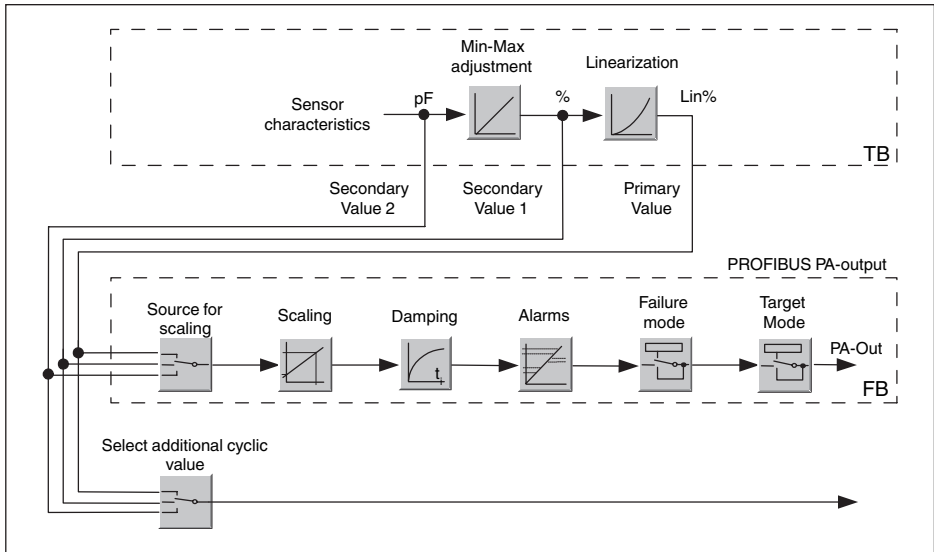 Min-Max
adjustment
Linearization
Sensor
characteristics
pF
%
Lin%
TB
Secondary
Value 2
Secondary
Value 1
Primary
Value
PROFIBUS PA-output
Source for
scaling
Scaling
Damping
Alarms
Failure
mode
Target
Mode
t
PA-Out
FB
Select additional cyclic
value